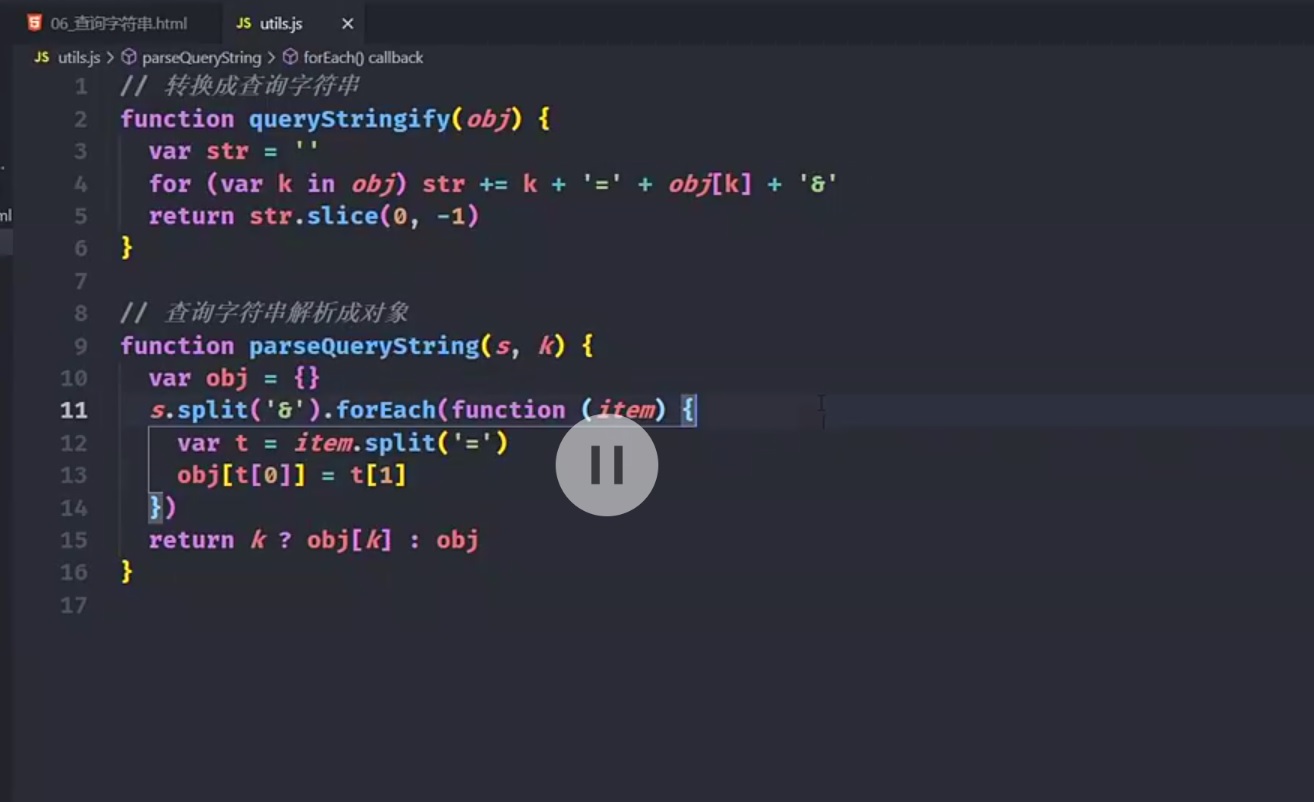 06_查询字符串.html
JS utils.js ×
JS utils.js > parseQueryString > forEach() callback
1 // 转换成查询字符串
2 function queryStringify(obj) {
3   var str = ''
4   for (var k in obj) str += k + '=' + obj[k] + '&'
5   return str.slice(0, -1)
6 }
7
8 // 查询字符串解析成对象
9 function parseQueryString(s, k) {
10   var obj = {}
11   s.split('&').forEach(function (item) {
12     var t = item.split('=')
13     obj[t[0]] = t[1]
14   })
15   return k ? obj[k] : obj
16 }
17